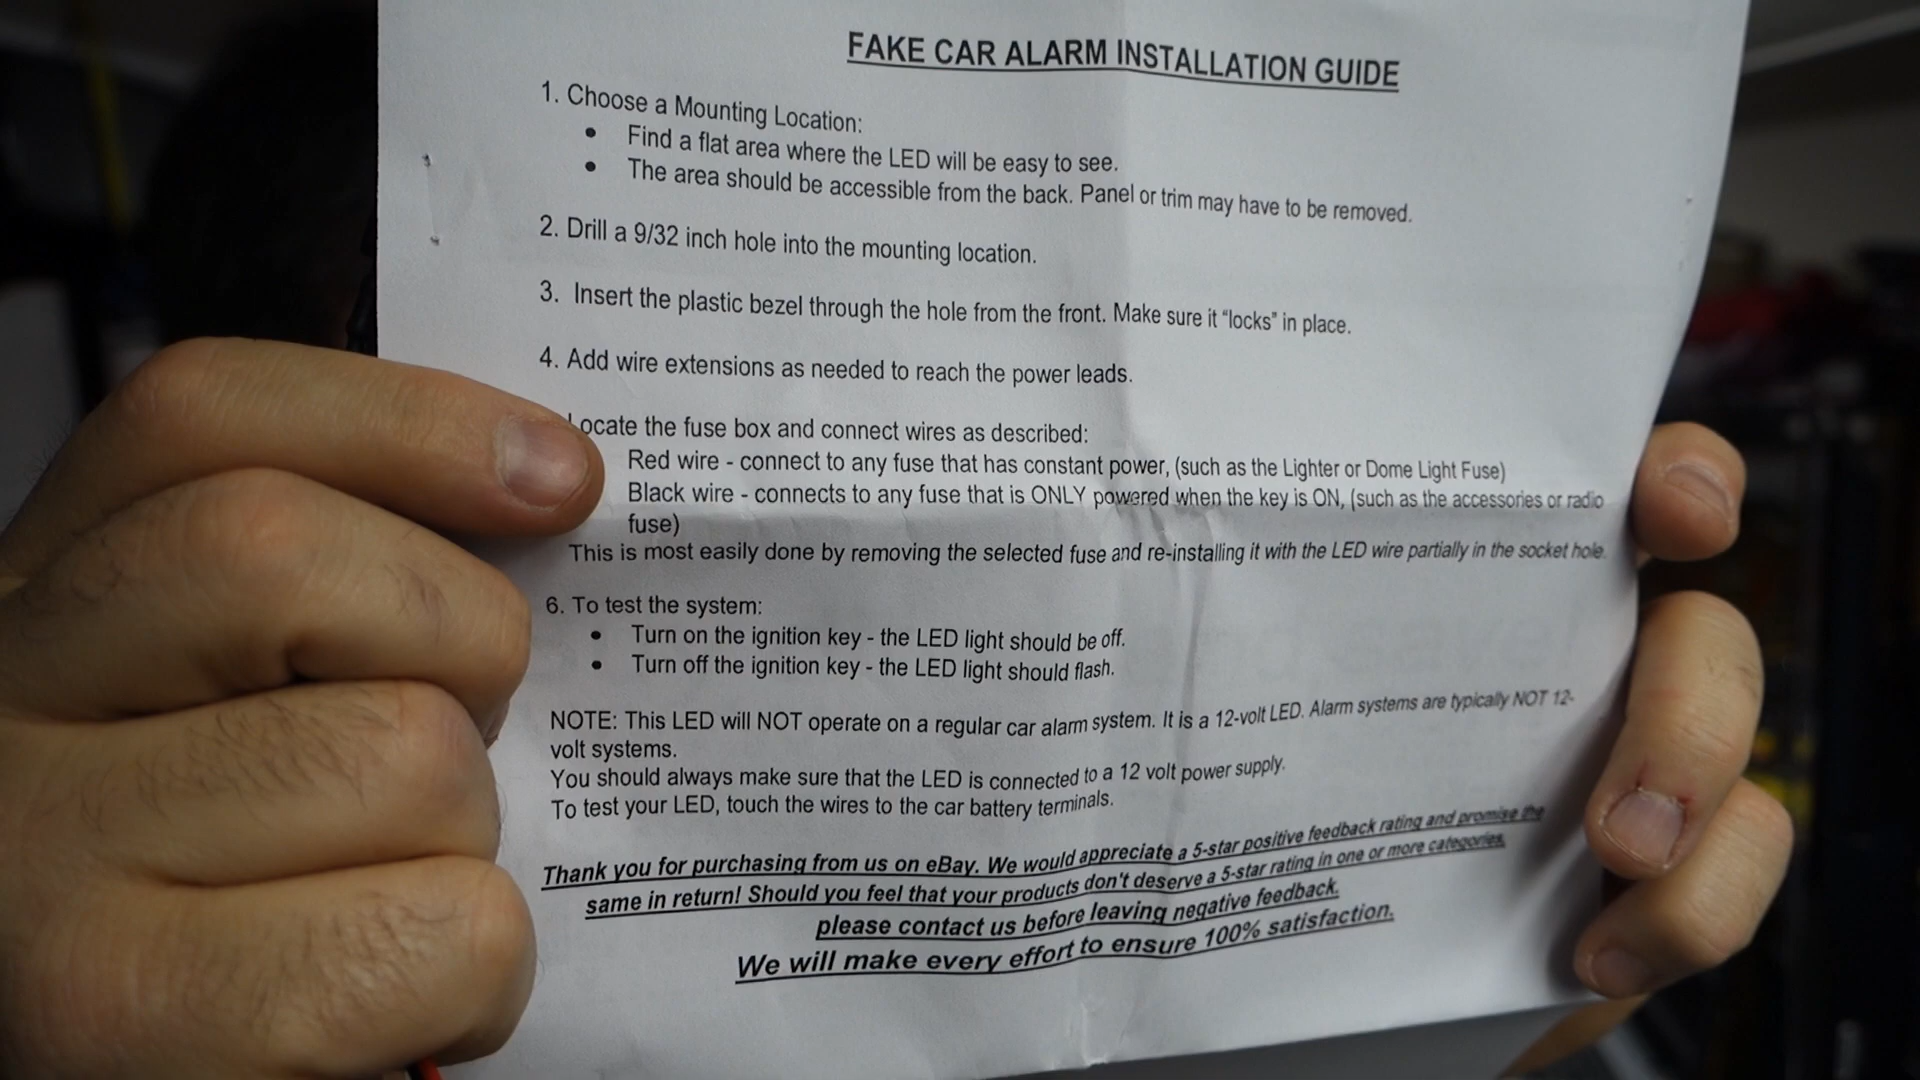 FAKE CAR ALARM INSTALLATION GUIDE
1. Choose a Mounting Location:
• Find a flat area where the LED will be easy to see.
• The area should be accessible from the back. Panel or trim may have to be removed.
2. Drill a 9/32 inch hole into the mounting location.
3. Insert the plastic bezel through the hole from the front. Make sure it “locks” in place.
4. Add wire extensions as needed to reach the power leads.
Locate the fuse box and connect wires as described:
Red wire - connect to any fuse that has constant power, (such as the Lighter or Dome Light Fuse)
Black wire - connects to any fuse that is ONLY powered when the key is ON, (such as the accessories or radio
fuse)
This is most easily done by removing the selected fuse and re-installing it with the LED wire partially in the socket hole.
6. To test the system:
• Turn on the ignition key - the LED light should be off.
• Turn off the ignition key - the LED light should flash.
NOTE: This LED will NOT operate on a regular car alarm system. It is a 12-volt LED. Alarm systems are typically NOT 12-
volt systems.
You should always make sure that the LED is connected to a 12 volt power supply.
To test your LED, touch the wires to the car battery terminals.
Thank you for purchasing from us on eBay. We would appreciate a 5-star positive feedback rating and promise the
same in return! Should you feel that your products don't deserve a 5-star rating in one or more categories,
please contact us before leaving negative feedback.
We will make every effort to ensure 100% satisfaction.